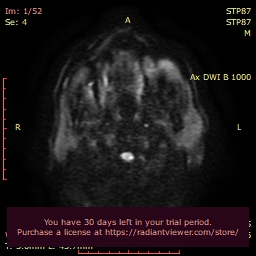 Im: 1/52
Se: 4
A
STP87
STP87
M
Ax DWI B 1000
R
L
You have 30 days left in your trial period.
Purchase a license at https://radiantviewer.com/store/